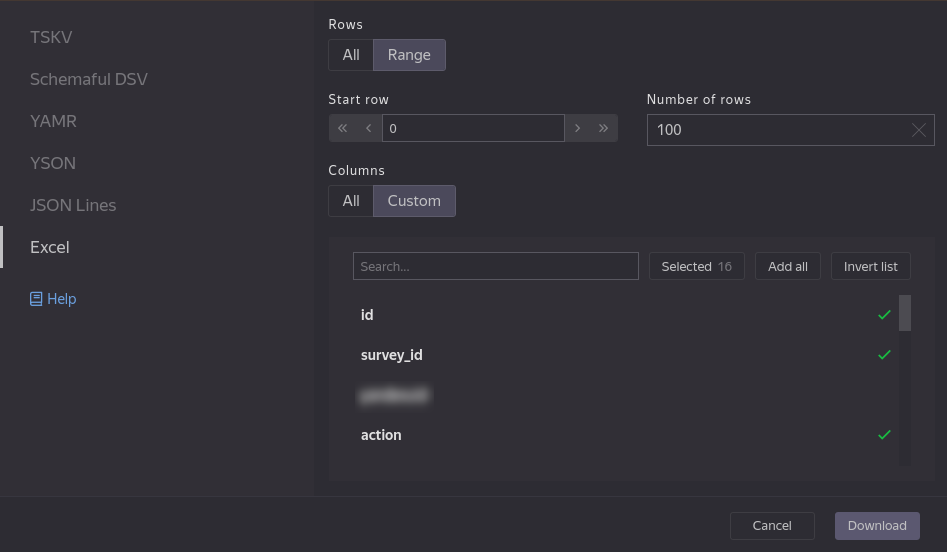 TSKV
Schemaful DSV
YAMR
YSON
JSON Lines
Excel
Help
Rows
All Range
Start row
0
Number of rows
100
Columns
All Custom
Search...
Selected 16
Add all
Invert list
id
survey_id
action
Cancel
Download